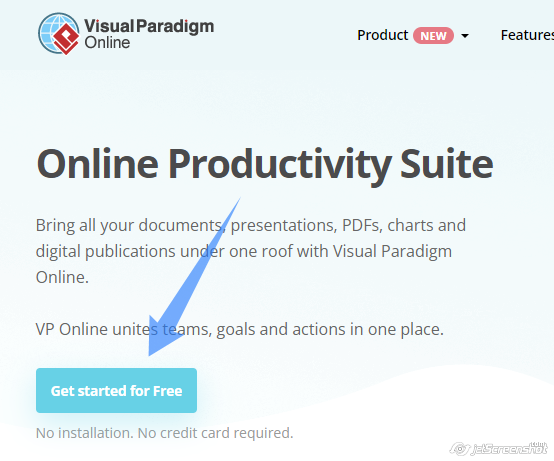 Visual Paradigm
Online
Product NEW Features
Online Productivity Suite
Bring all your documents, presentations, PDFs, charts and
digital publications under one roof with Visual Paradigm
Online.
VP Online unites teams, goals and actions in one place.
Get started for Free
No installation. No credit card required.
jetScreenshot
.com